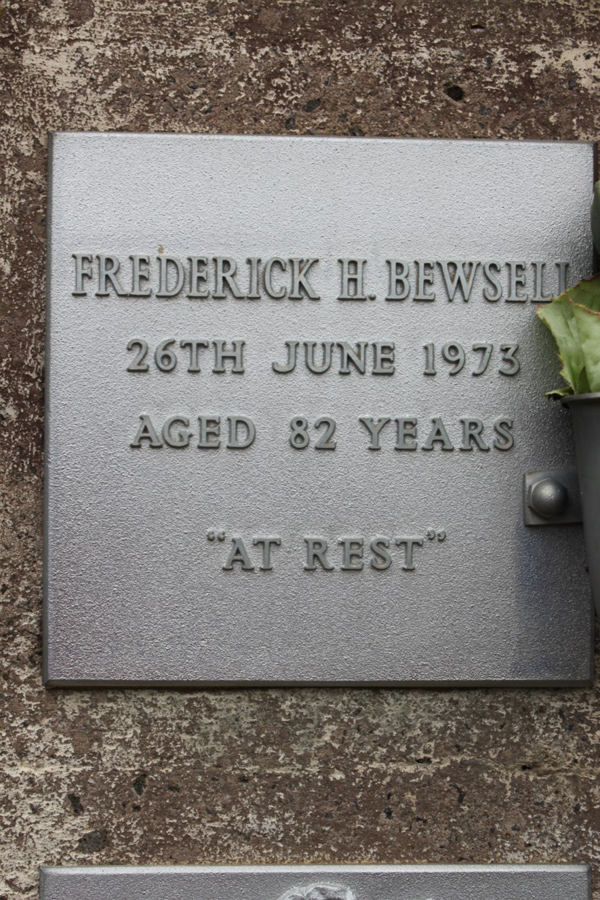 FREDERICK H. BEWSELL
26TH JUNE 1973
AGED 82 YEARS
“AT REST”